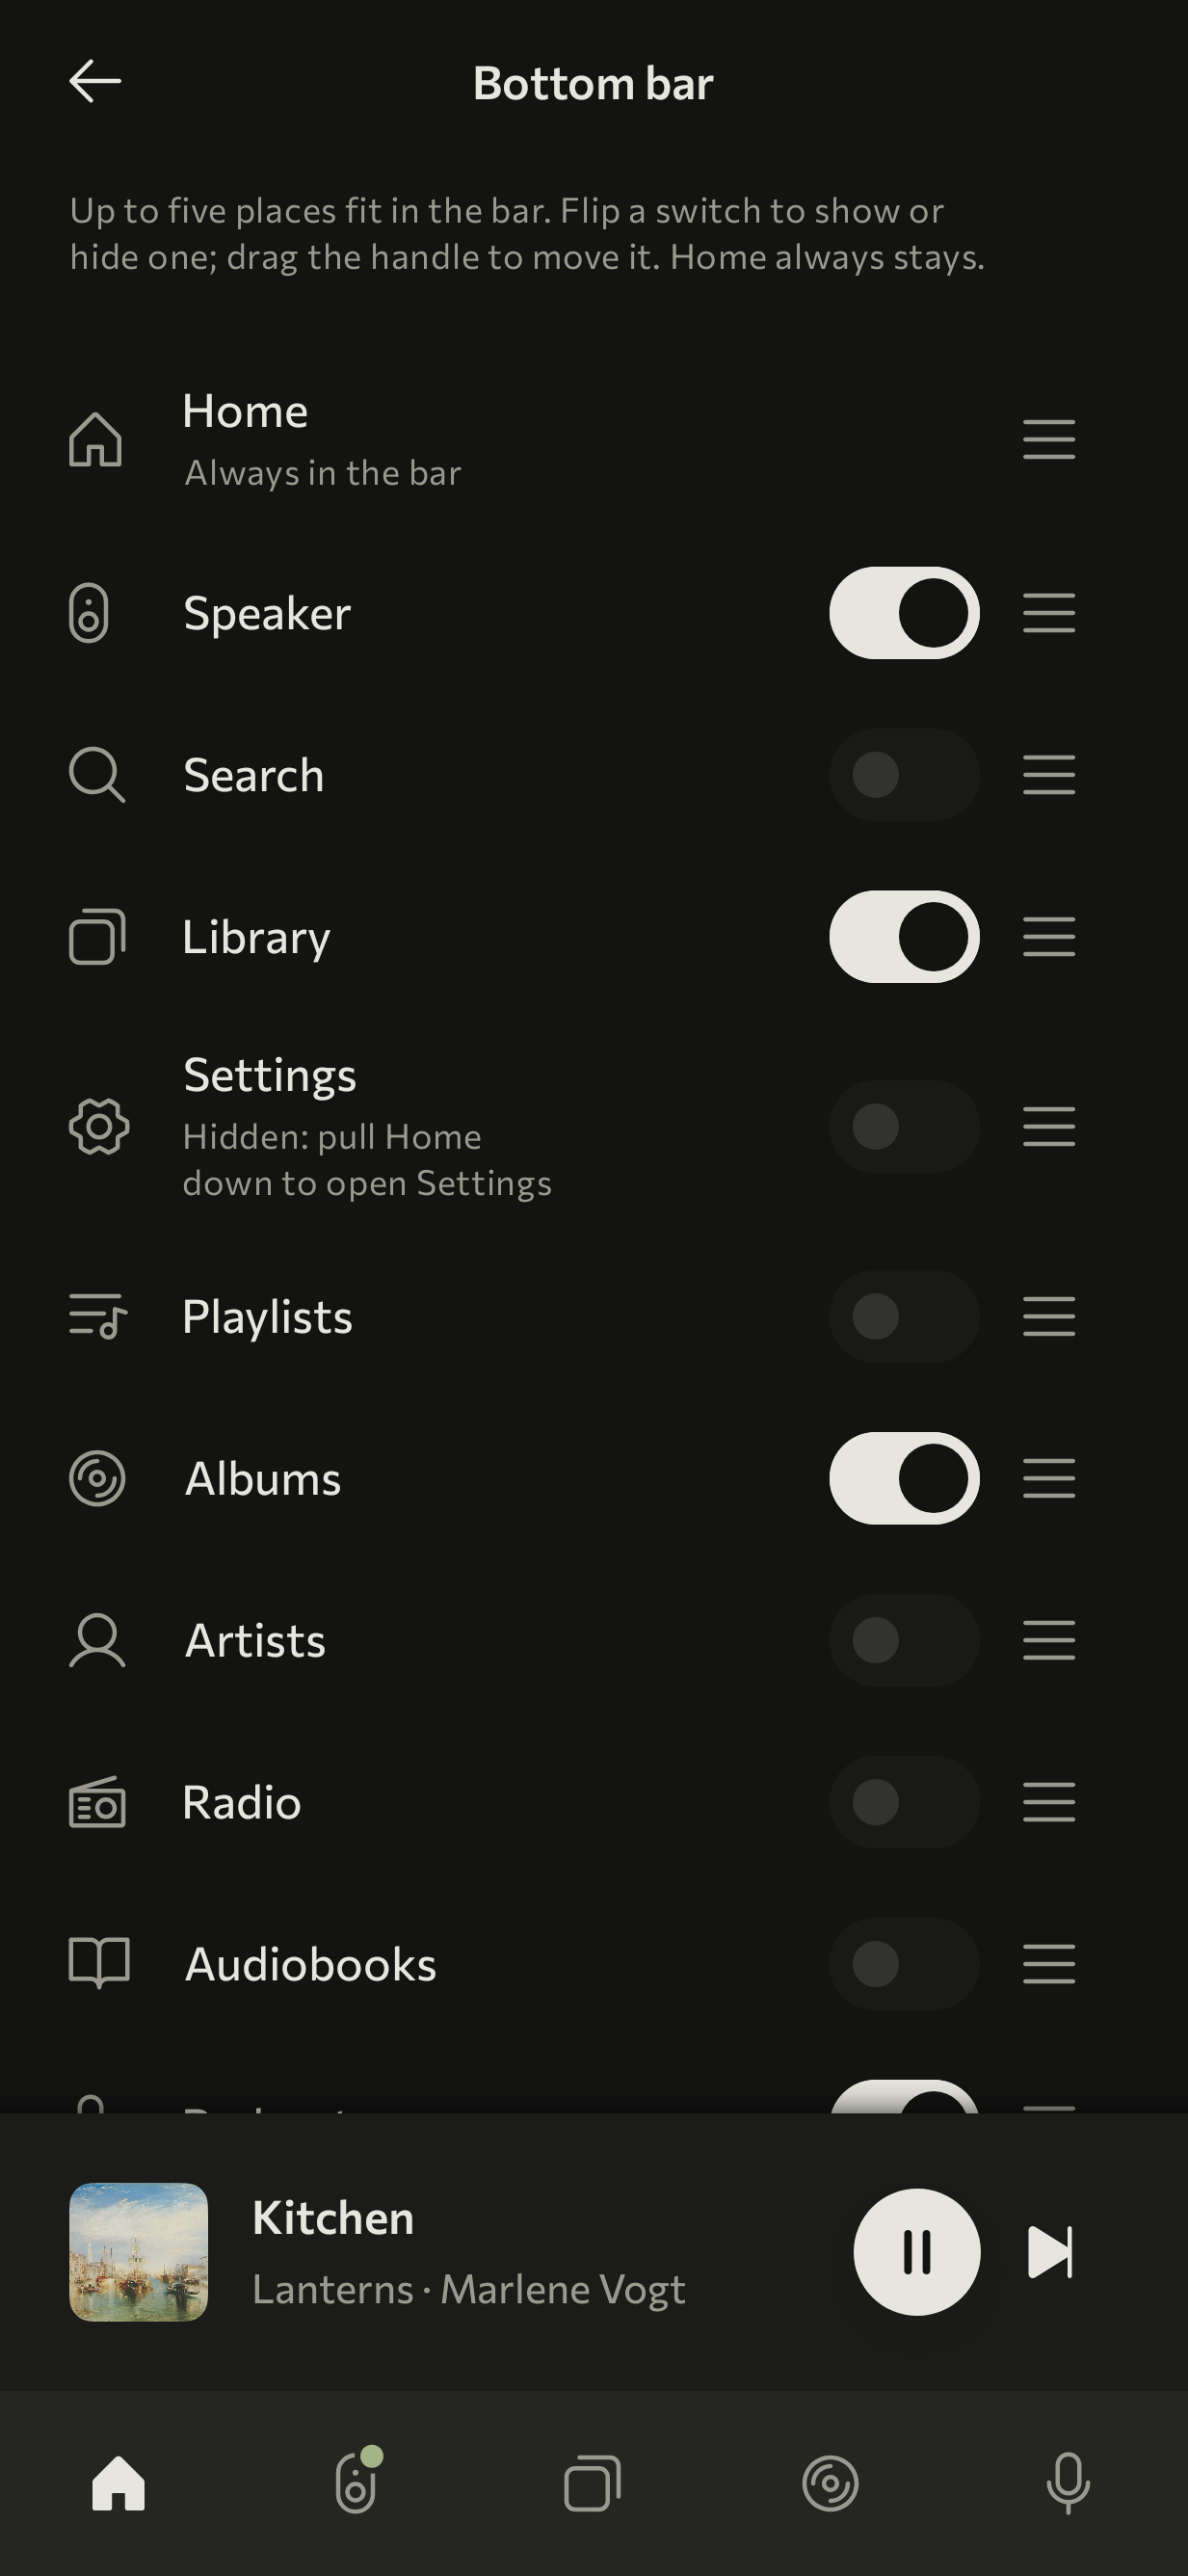 Bottom bar
Up to five places fit in the bar. Flip a switch to show or
hide one; drag the handle to move it. Home always stays.
Home
Always in the bar
Speaker
Search
Library
Settings
Hidden: pull Home
down to open Settings
Playlists
Albums
Artists
Radio
Audiobooks
Kitchen
Lanterns · Marlene Vogt